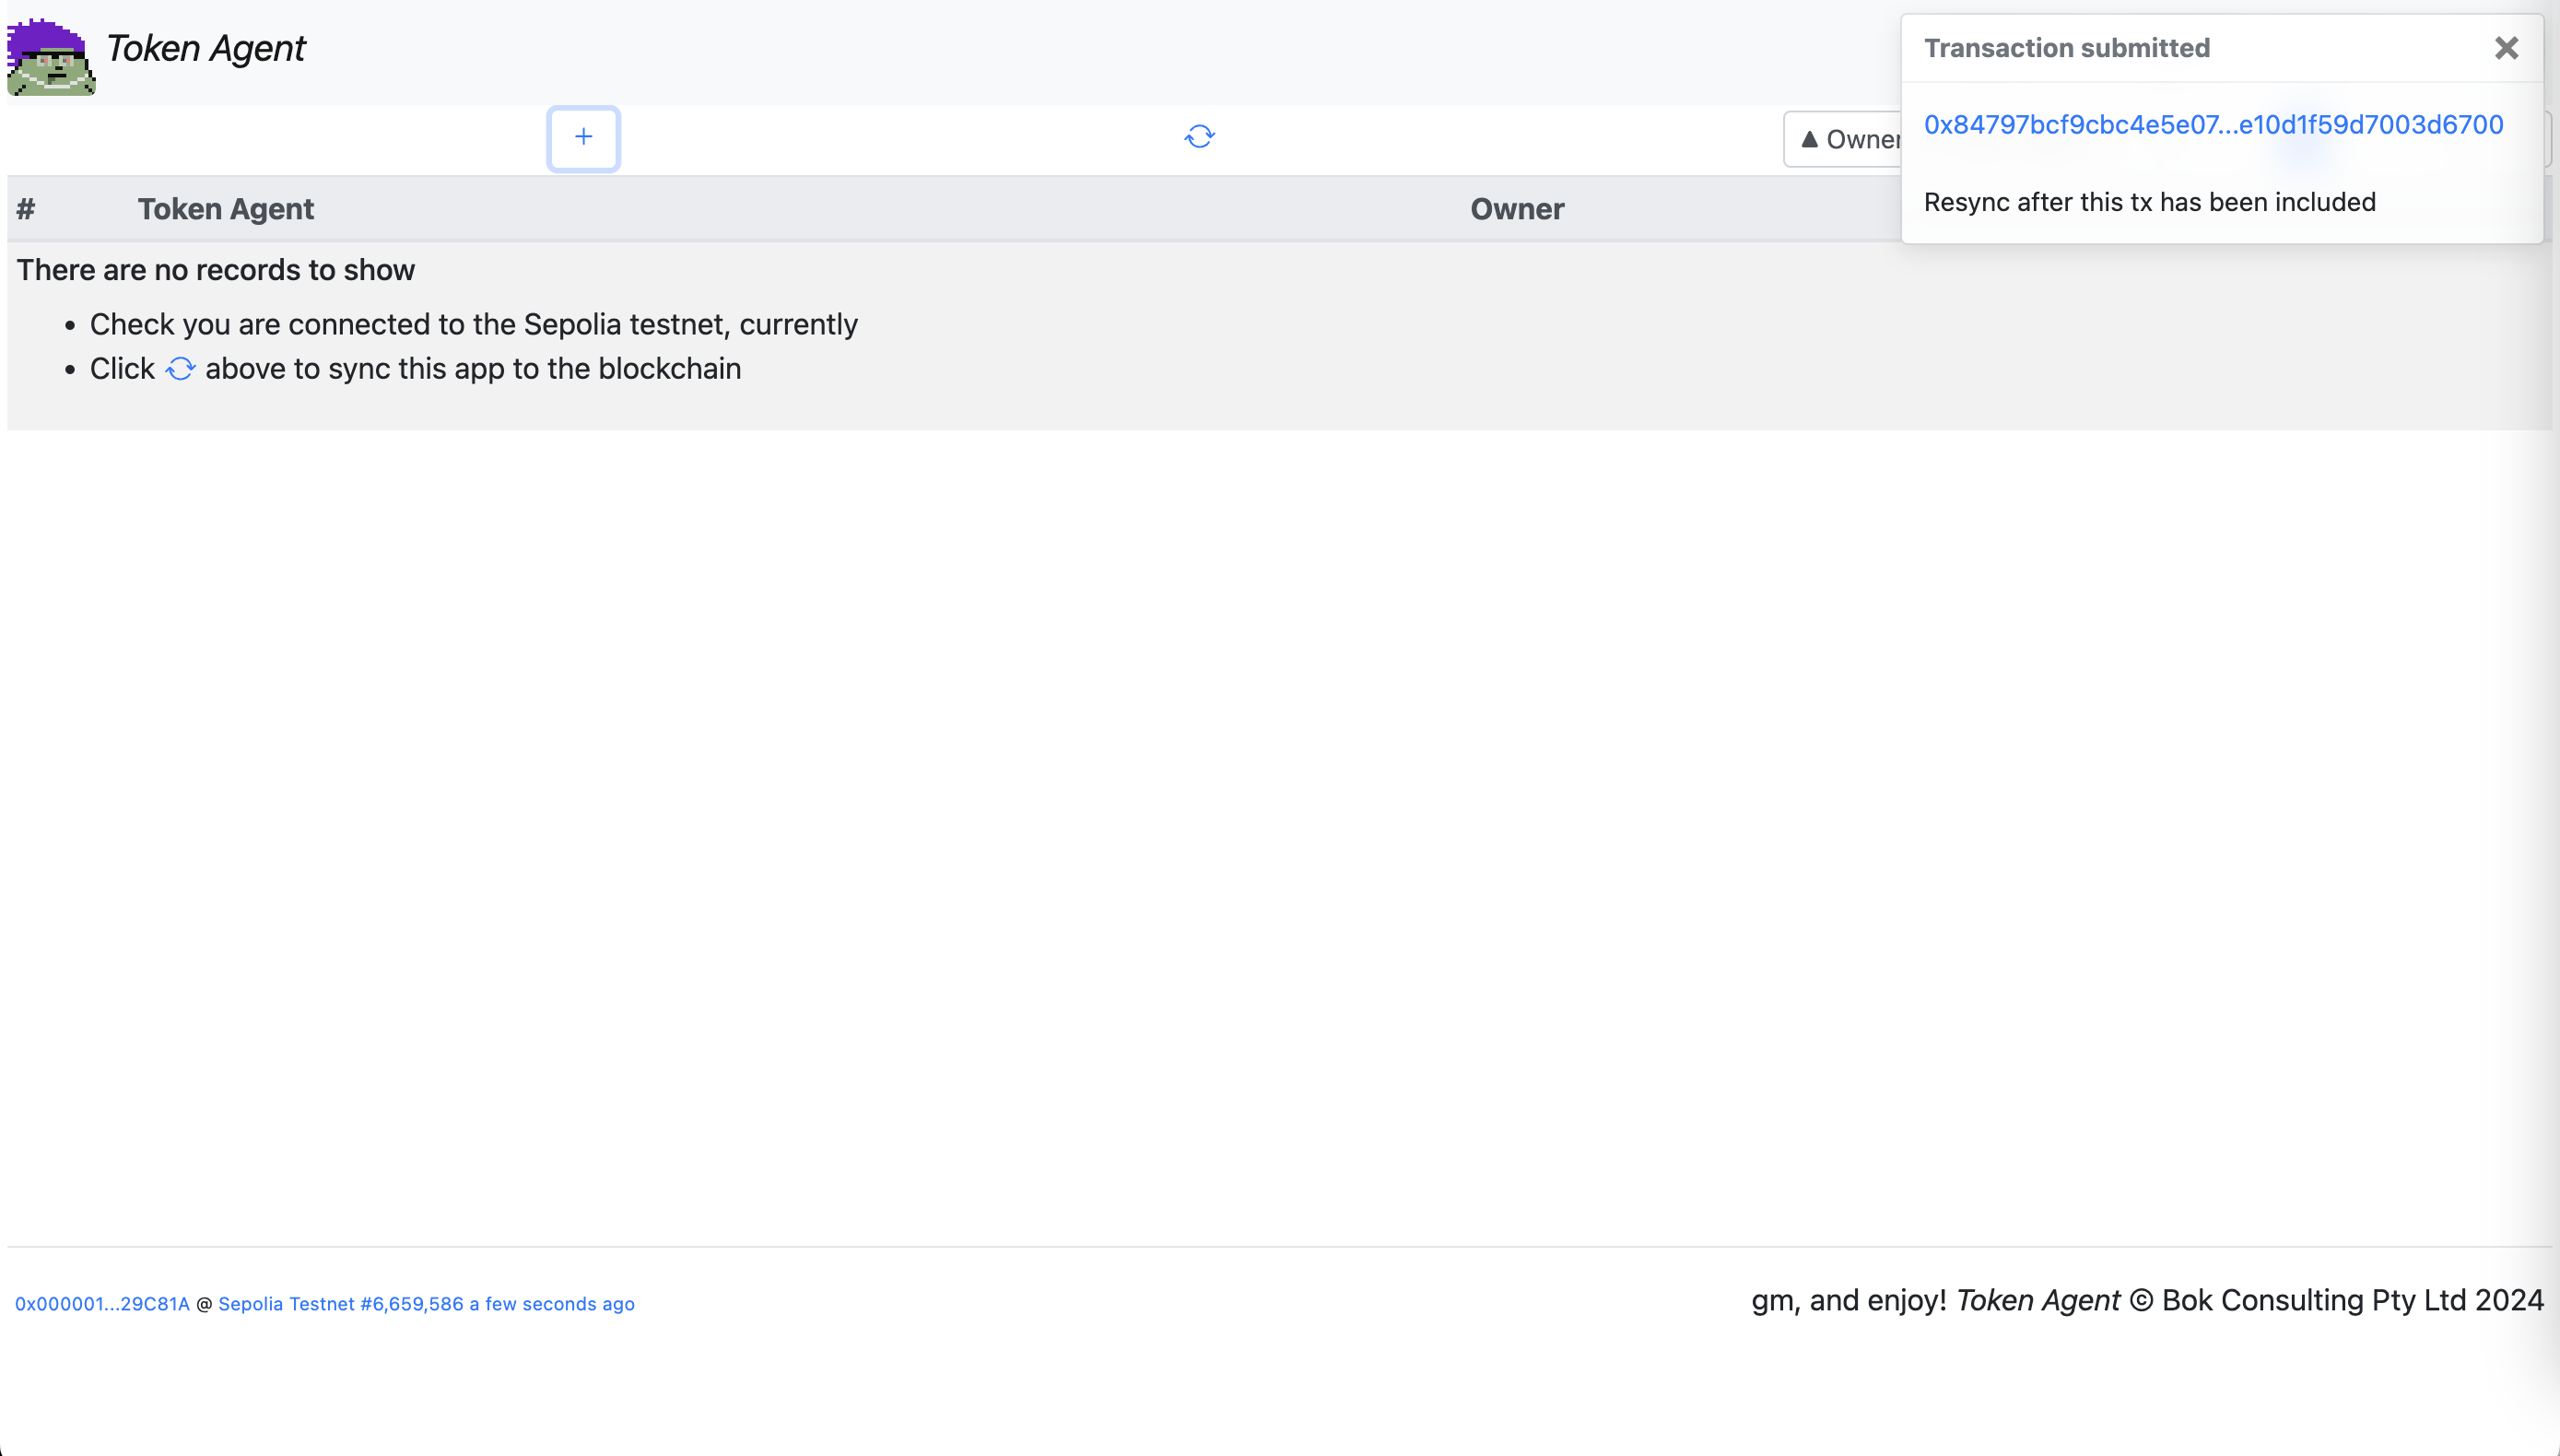 Token Agent
Transaction submitted
0x84797bcf9cbc4e5e07...e10d1f59d7003d6700
Resync after this tx has been included
+
▲ Owner
# Token Agent Owner
There are no records to show
• Check you are connected to the Sepolia testnet, currently
• Click above to sync this app to the blockchain
0x000001...29C81A @ Sepolia Testnet #6,659,586 a few seconds ago
gm, and enjoy! Token Agent © Bok Consulting Pty Ltd 2024